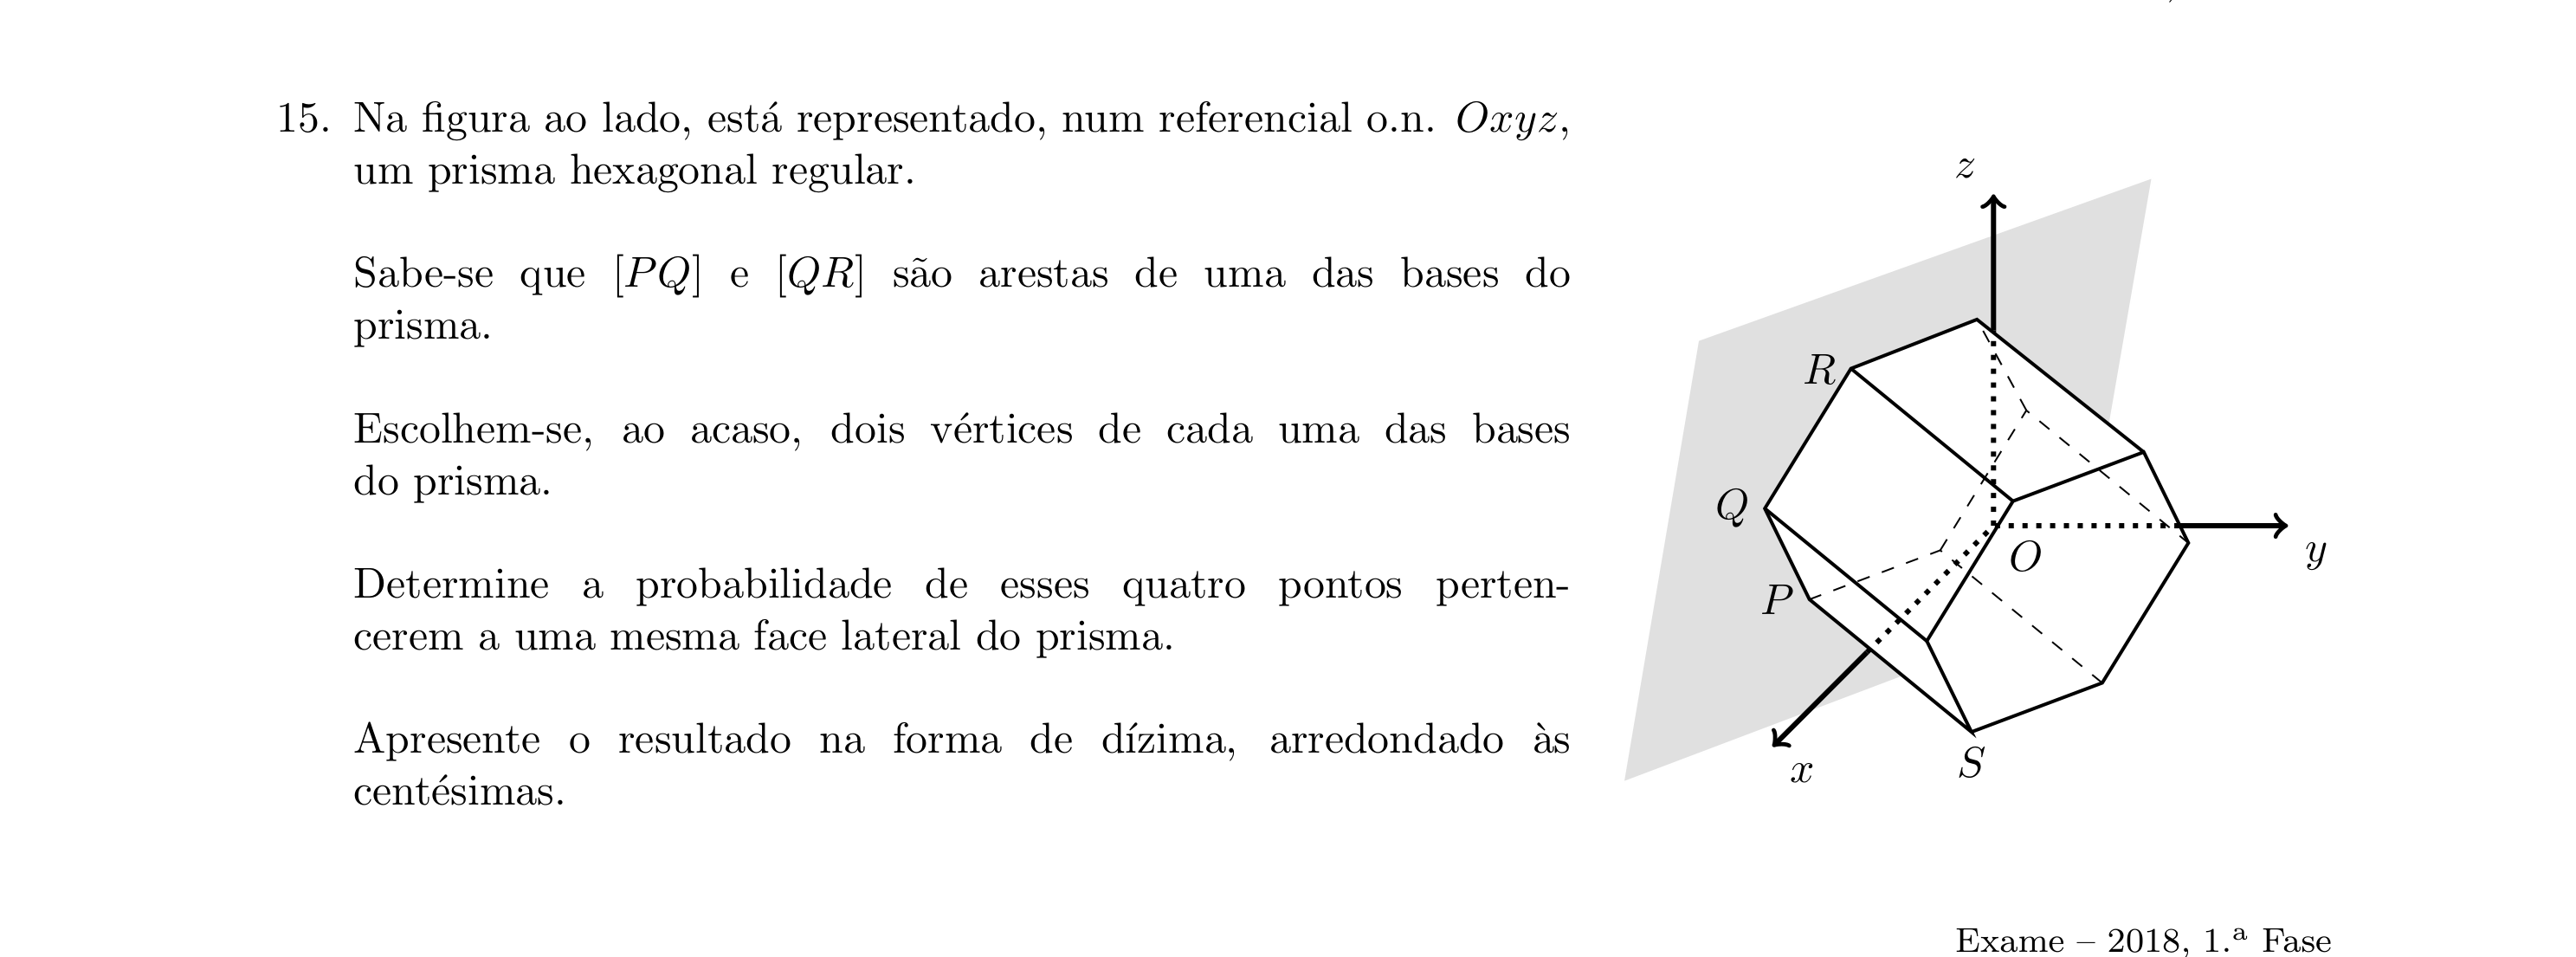 15. Na figura ao lado, está representado, num referencial o.n. Oxyz,
um prisma hexagonal regular.
Sabe-se que [PQ] e [QR] são arestas de uma das bases do
prisma.
Escolhem-se, ao acaso, dois vértices de cada uma das bases
do prisma.
Determine a probabilidade de esses quatro pontos perten-
cerem a uma mesma face lateral do prisma.
Apresente o resultado na forma de dízima, arredondado às
centésimas.
z
R
Q
O
y
P
S
x
Exame – 2018, 1.ª Fase